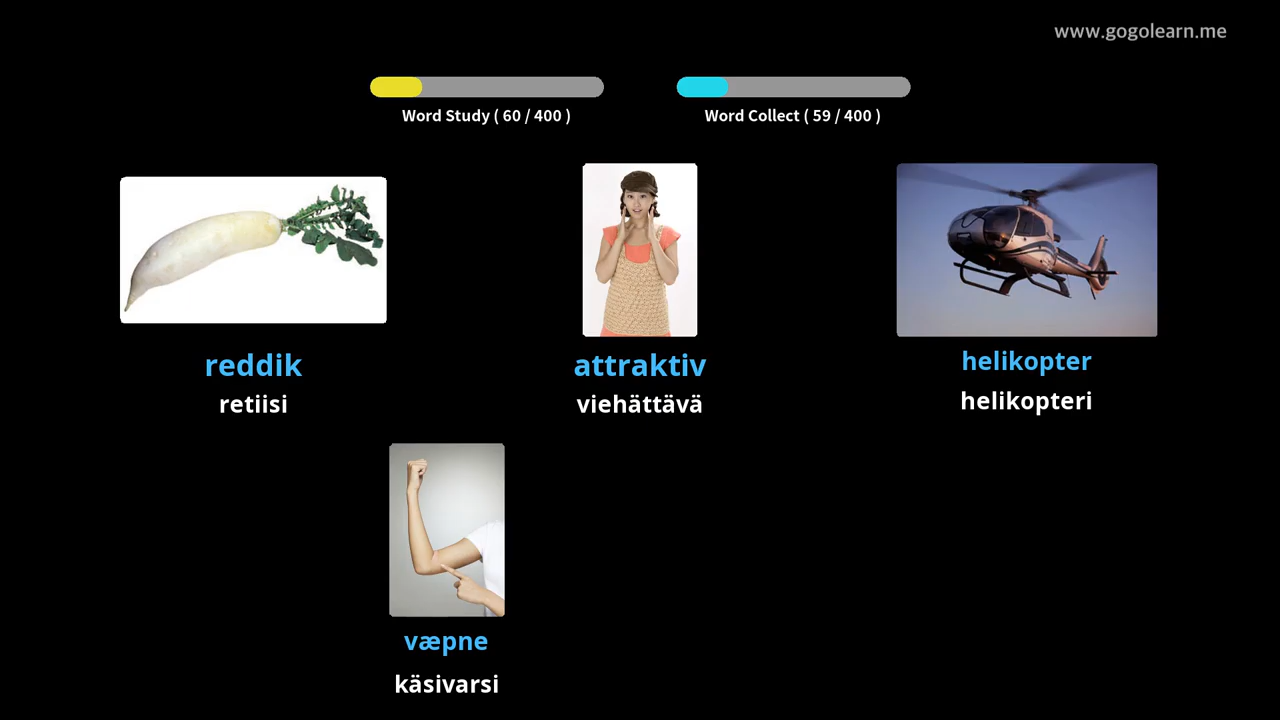 www.gogolearn.me
Word Study ( 60 / 400 )
Word Collect ( 59 / 400 )
reddik
retiisi
attraktiv
viehättävä
helikopter
helikopteri
væpne
käsivarsi